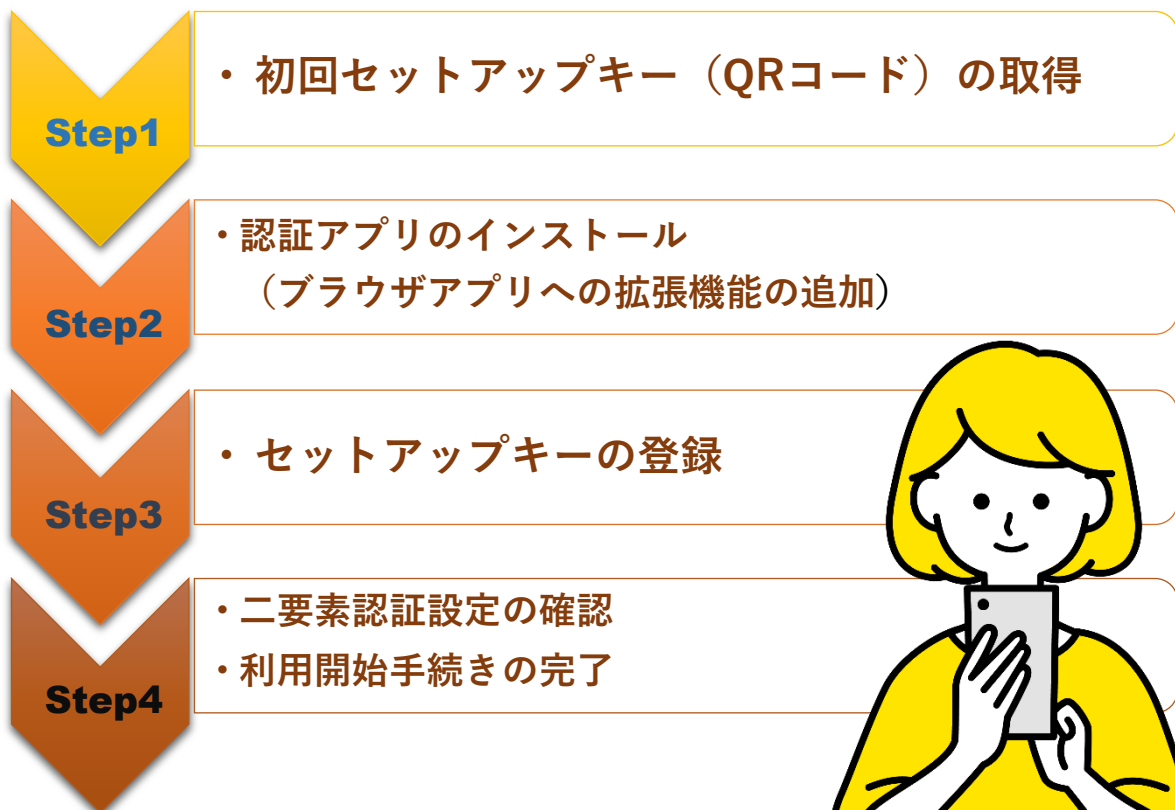 Step1
・ 初回セットアップキー（QRコード）の取得
Step2
・認証アプリのインストール
（ブラウザアプリへの拡張機能の追加）
Step3
・ セットアップキーの登録
Step4
・二要素認証設定の確認
・利用開始手続きの完了